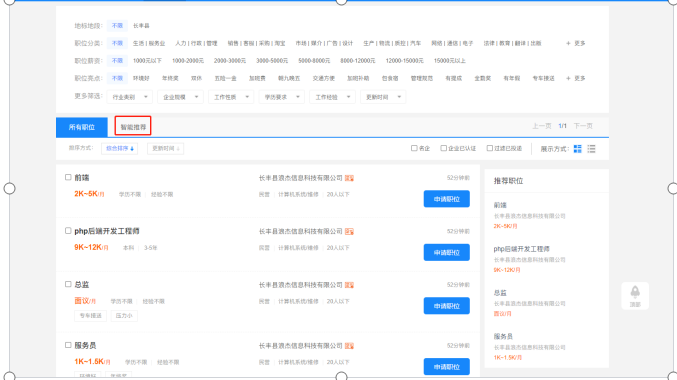 地标地段: 不限 长丰县
职位分类: 不限 生活 | 服务业 人力 | 行政 | 管理 销售 | 客服 | 采购 | 淘宝 市场 | 媒介 | 广告 | 设计 生产 | 物流 | 质控 | 汽车 网络 | 通信 | 电子 法律 | 教育 | 翻译 | 出版 + 更多
职位薪资: 不限 1000元以下 1000-2000元 2000-3000元 3000-5000元 5000-8000元 8000-12000元 12000-15000元 15000元以上
职位亮点: 不限 环境好 年终奖 双休 五险一金 加班费 朝九晚五 交通方便 加班补助 包食宿 管理规范 有提成 全勤奖 有年假 专车接送 + 更多
更多筛选: 行业类别 企业规模 工作性质 学历要求 工作经验 更新时间
所有职位 智能推荐 上一页 1/1 下一页
排序方式: 综合排序 ↓ 更新时间 ↓ 名企 企业已认证 过滤已投递 展示方式:
前端 长丰县浪杰信息科技有限公司 52分钟前
2K~5K/月 学历不限 经验不限 民营 计算机系统/维修 20人以下 申请职位
php后端开发工程师 长丰县浪杰信息科技有限公司 52分钟前
9K~12K/月 本科 3-5年 民营 计算机系统/维修 20人以下 申请职位
总监 长丰县浪杰信息科技有限公司 52分钟前
面议/月 学历不限 经验不限 民营 计算机系统/维修 20人以下 申请职位
专车接送 压力小
服务员 长丰县浪杰信息科技有限公司 52分钟前
1K~1.5K/月 学历不限 经验不限 民营 计算机系统/维修 20人以下 申请职位
推荐职位
前端
长丰县浪杰信息科技有限公司
2K~5K/月
php后端开发工程师
长丰县浪杰信息科技有限公司
9K~12K/月
总监
长丰县浪杰信息科技有限公司
面议/月
服务员
长丰县浪杰信息科技有限公司
1K~1.5K/月
顶部